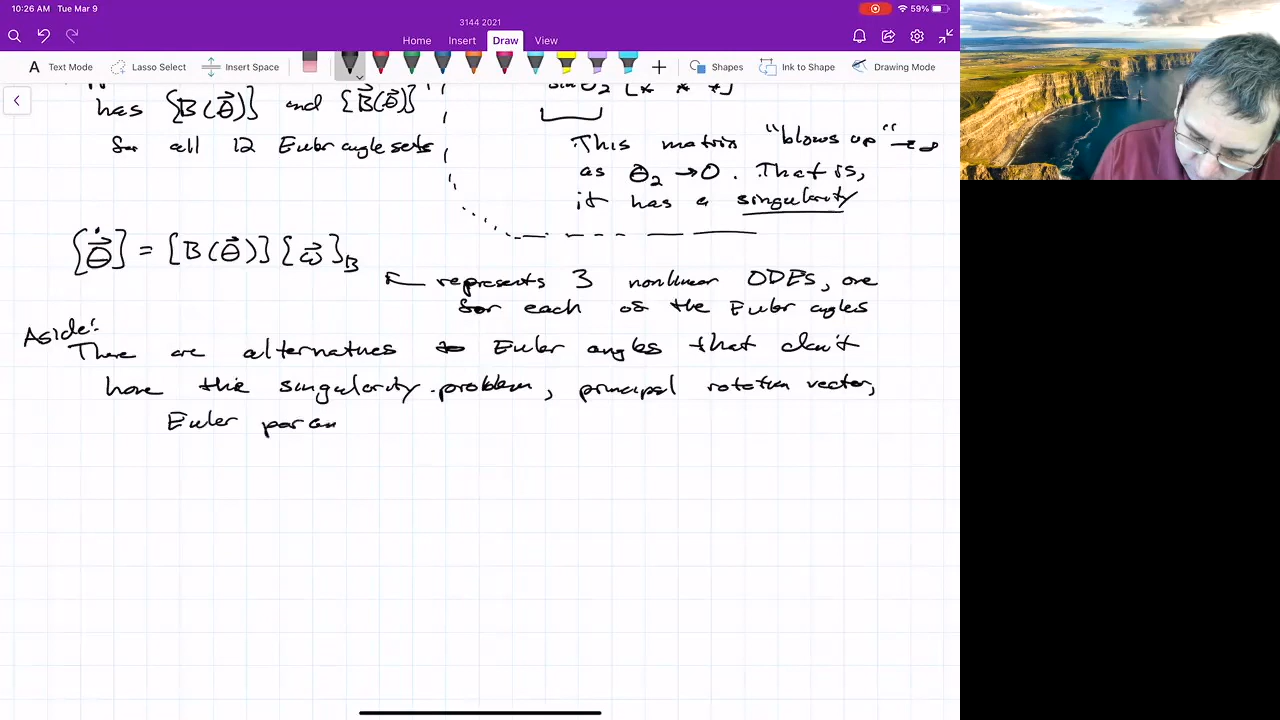 10:26 AM Tue Mar 9
59%
3144 2021
Home Insert Draw View
Text Mode Lasso Select Insert Space Shapes Ink to Shape Drawing Mode
has [B(θ⃗)] and [B⃗(θ⃗)]
for all 12 Euler angle sets
sinθ2 [* * *]
This matrix "blows up" → ∞
as θ2 → 0. That is,
it has a singularity
[θ⃗̇] = [B(θ⃗)] [ω⃗]B
← represents 3 nonlinear ODEs, one
for each of the Euler angles
Aside:
There are alternatives to Euler angles that don't
have the singularity problem, principal rotation vector,
Euler param